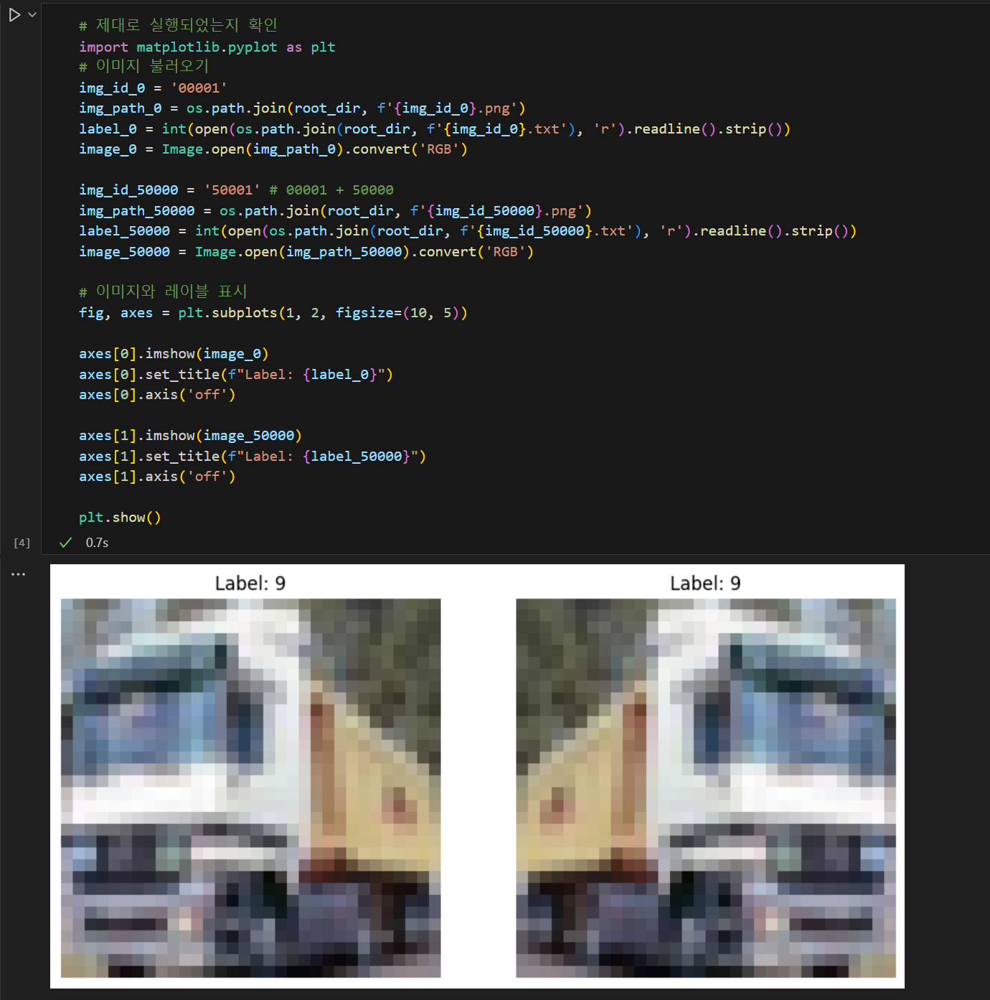 # 제대로 실행되었는지 확인
import matplotlib.pyplot as plt
# 이미지 불러오기
img_id_0 = '00001'
img_path_0 = os.path.join(root_dir, f'{img_id_0}.png')
label_0 = int(open(os.path.join(root_dir, f'{img_id_0}.txt'), 'r').readline().strip())
image_0 = Image.open(img_path_0).convert('RGB')
img_id_50000 = '50001' # 00001 + 50000
img_path_50000 = os.path.join(root_dir, f'{img_id_50000}.png')
label_50000 = int(open(os.path.join(root_dir, f'{img_id_50000}.txt'), 'r').readline().strip())
image_50000 = Image.open(img_path_50000).convert('RGB')
# 이미지와 레이블 표시
fig, axes = plt.subplots(1, 2, figsize=(10, 5))
axes[0].imshow(image_0)
axes[0].set_title(f"Label: {label_0}")
axes[0].axis('off')
axes[1].imshow(image_50000)
axes[1].set_title(f"Label: {label_50000}")
axes[1].axis('off')
plt.show()
[4] 0.7s
Label: 9 Label: 9